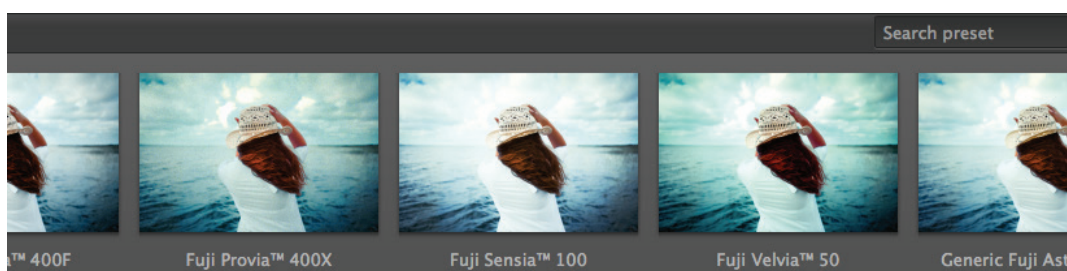 Search preset
™ 400F
Fuji Provia™ 400X
Fuji Sensia™ 100
Fuji Velvia™ 50
Generic Fuji Ast